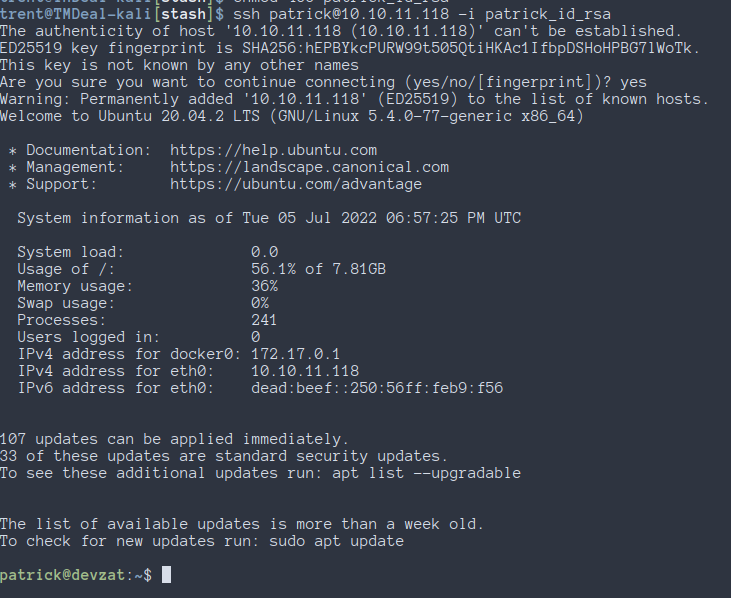 trent@TMDeal-kali[stash]$ chmod 400 patrick_id_rsa
trent@TMDeal-kali[stash]$ ssh patrick@10.10.11.118 -i patrick_id_rsa
The authenticity of host '10.10.11.118 (10.10.11.118)' can't be established.
ED25519 key fingerprint is SHA256:hEPBYkcPURW99t505QtiHKAc1IfbpDSHoHPBG7lWoTk.
This key is not known by any other names
Are you sure you want to continue connecting (yes/no/[fingerprint])? yes
Warning: Permanently added '10.10.11.118' (ED25519) to the list of known hosts.
Welcome to Ubuntu 20.04.2 LTS (GNU/Linux 5.4.0-77-generic x86_64)
* Documentation: https://help.ubuntu.com
* Management: https://landscape.canonical.com
* Support: https://ubuntu.com/advantage
System information as of Tue 05 Jul 2022 06:57:25 PM UTC
System load: 0.0
Usage of /: 56.1% of 7.81GB
Memory usage: 36%
Swap usage: 0%
Processes: 241
Users logged in: 0
IPv4 address for docker0: 172.17.0.1
IPv4 address for eth0: 10.10.11.118
IPv6 address for eth0: dead:beef::250:56ff:feb9:f56
107 updates can be applied immediately.
33 of these updates are standard security updates.
To see these additional updates run: apt list --upgradable
The list of available updates is more than a week old.
To check for new updates run: sudo apt update
patrick@devzat:~$